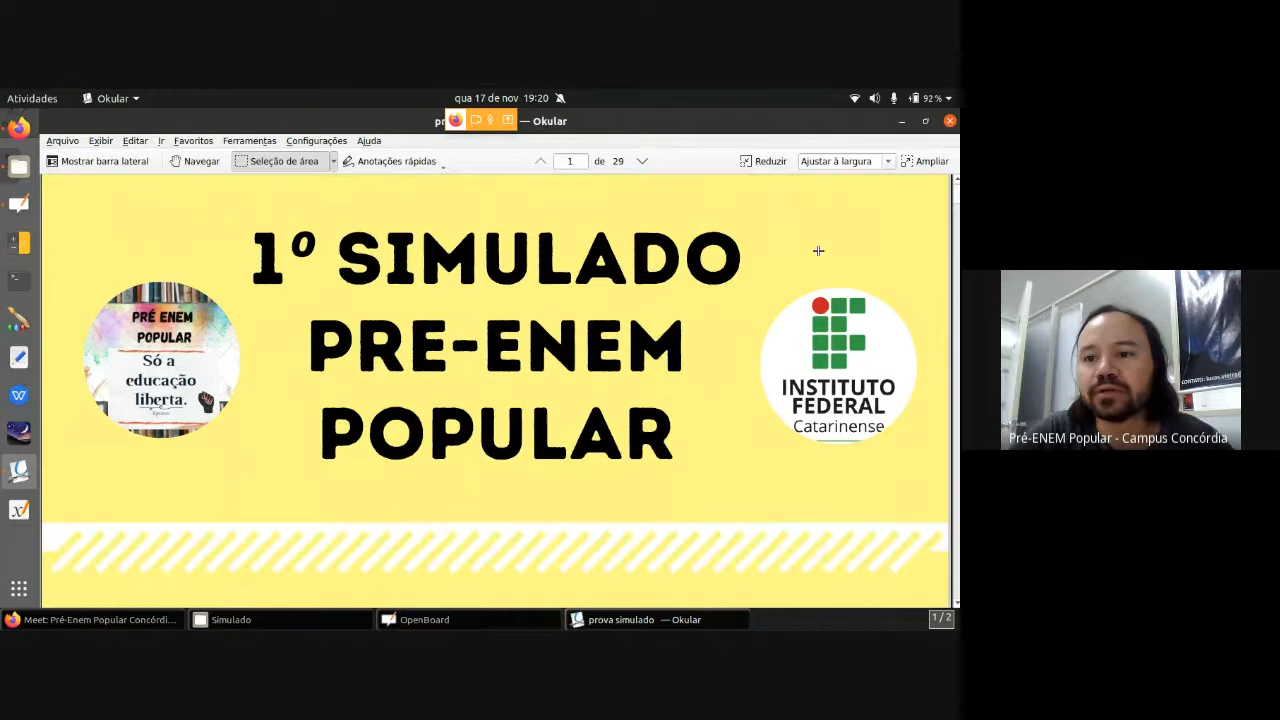 Atividades
Okular
qua 17 de nov 19:20
92 %
— Okular
Arquivo Exibir Editar Ir Favoritos Ferramentas Configurações Ajuda
Mostrar barra lateral
Navegar
Seleção de área
Anotações rápidas
1 de 29
Reduzir
Ajustar à largura
Ampliar
1º SIMULADO
PRE-ENEM
POPULAR
PRÉ ENEM
POPULAR
Só a
educação
liberta.
INSTITUTO
FEDERAL
Catarinense
Pré-ENEM Popular - Campus Concórdia
Meet: Pré-Enem Popular Concórdi...
Simulado
OpenBoard
prova simulado — Okular
1 / 2